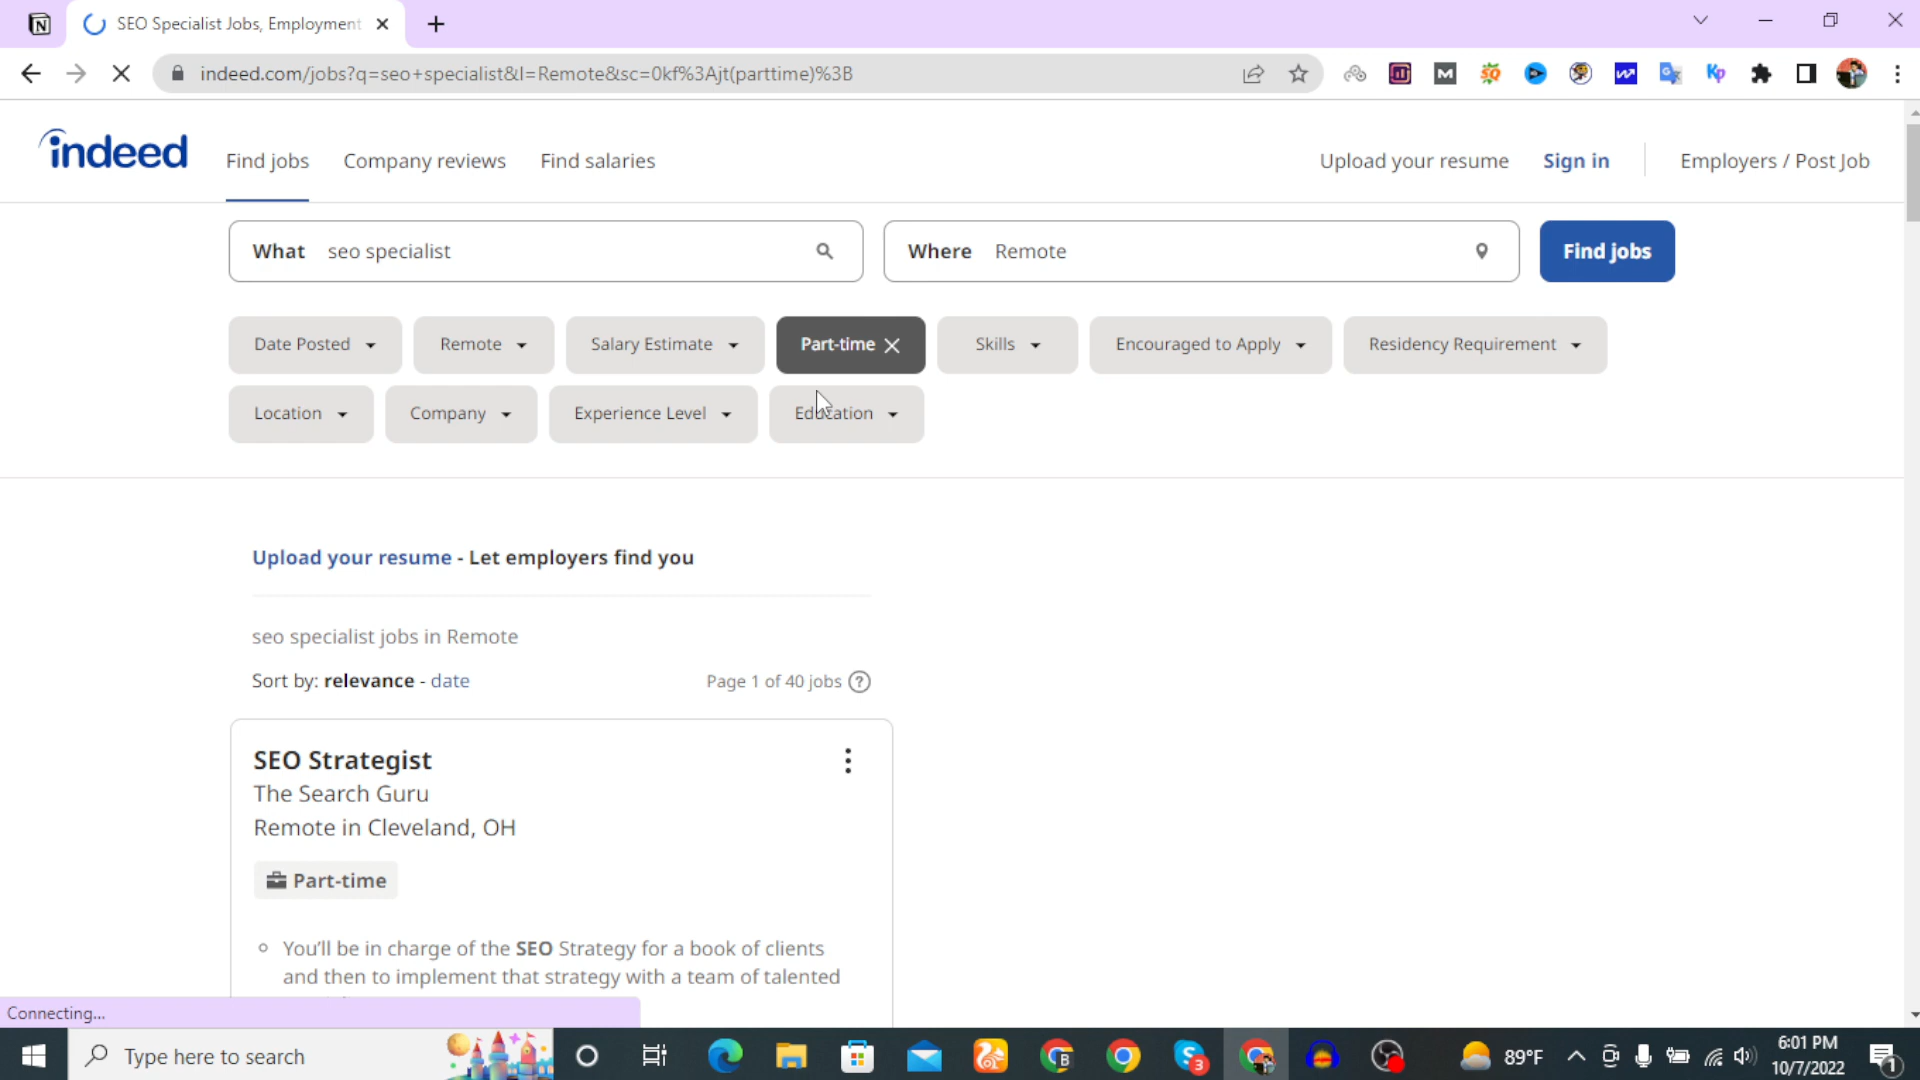 SEO Specialist Jobs, Employment
indeed.com/jobs?q=seo+specialist&l=Remote&sc=0kf%3Ajt(parttime)%3B
indeed
Find jobs
Company reviews
Find salaries
Upload your resume
Sign in
Employers / Post Job
What seo specialist
Where Remote
Find jobs
Date Posted
Remote
Salary Estimate
Part-time
Skills
Encouraged to Apply
Residency Requirement
Location
Company
Experience Level
Education
Upload your resume - Let employers find you
seo specialist jobs in Remote
Sort by: relevance - date
Page 1 of 40 jobs ?
SEO Strategist
The Search Guru
Remote in Cleveland, OH
Part-time
You'll be in charge of the SEO Strategy for a book of clients
and then to implement that strategy with a team of talented
Connecting...
Type here to search
89°F
6:01 PM
10/7/2022